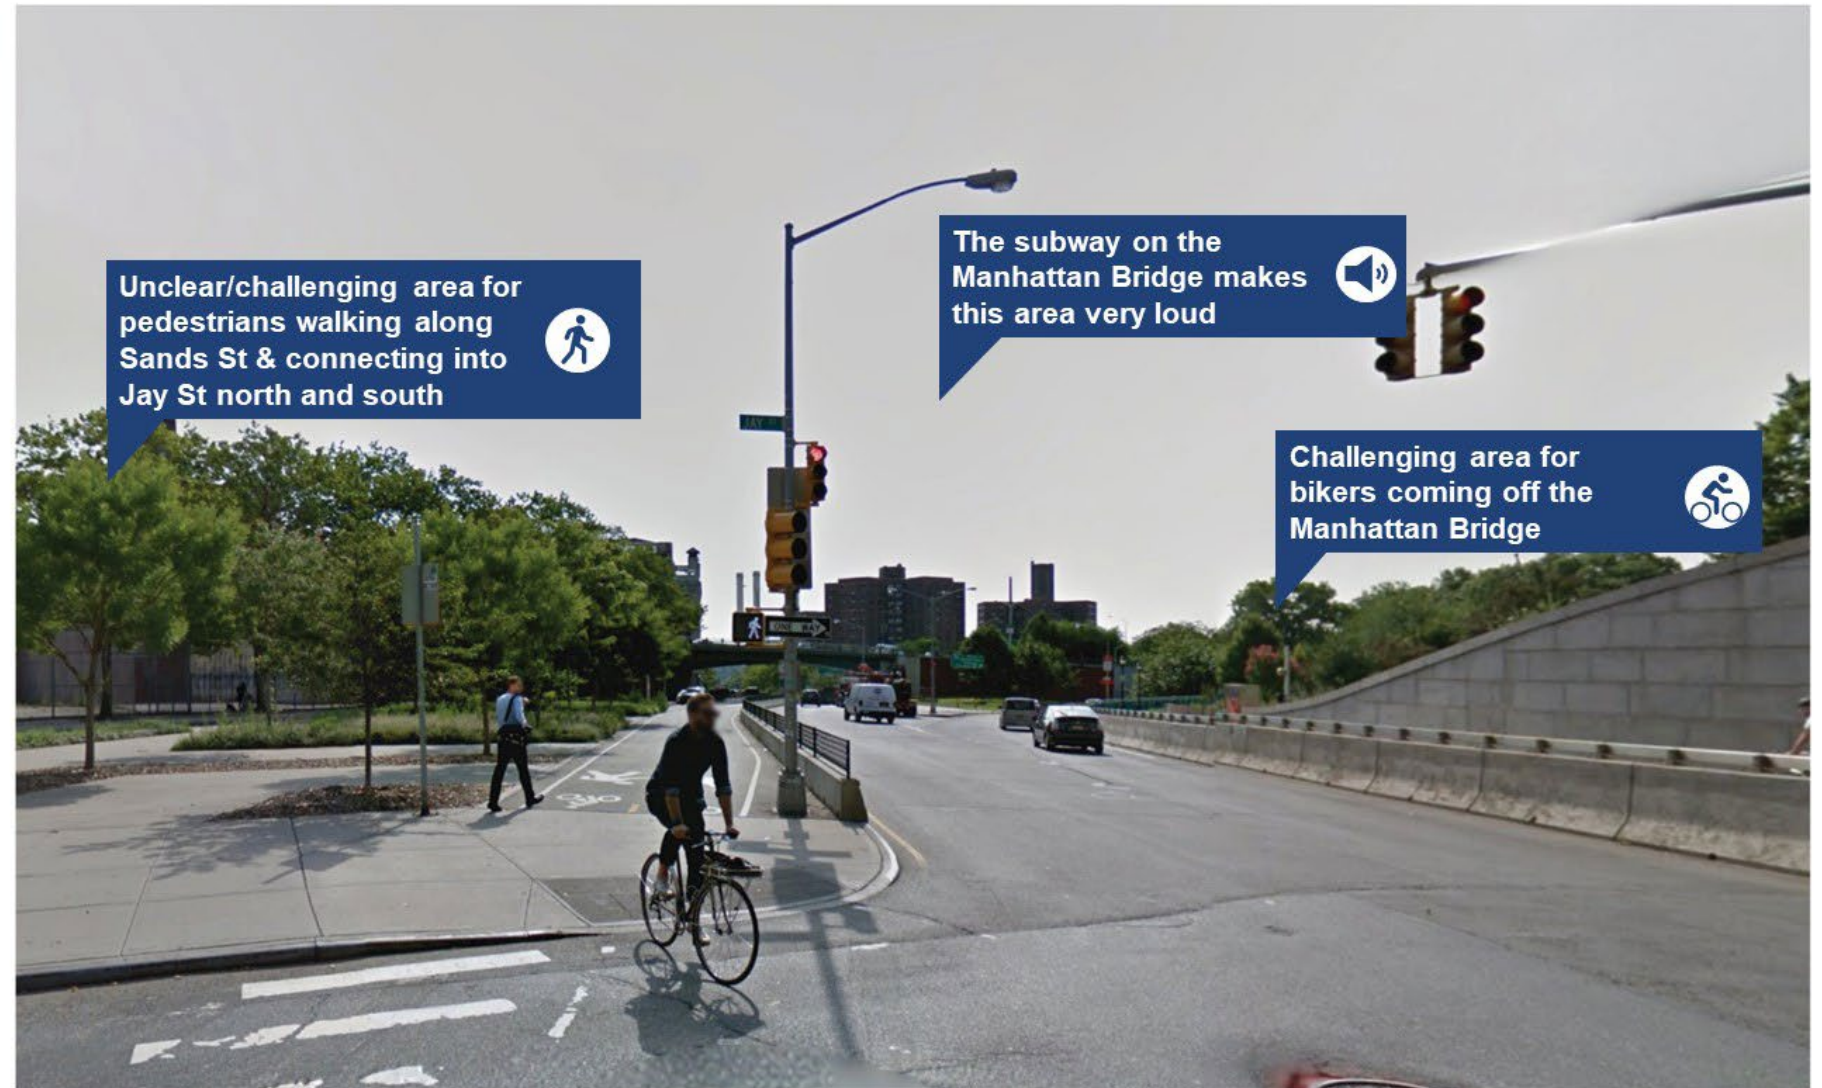 Unclear/challenging area for
pedestrians walking along
Sands St & connecting into
Jay St north and south
The subway on the
Manhattan Bridge makes
this area very loud
Challenging area for
bikers coming off the
Manhattan Bridge
JAY
ONE WAY